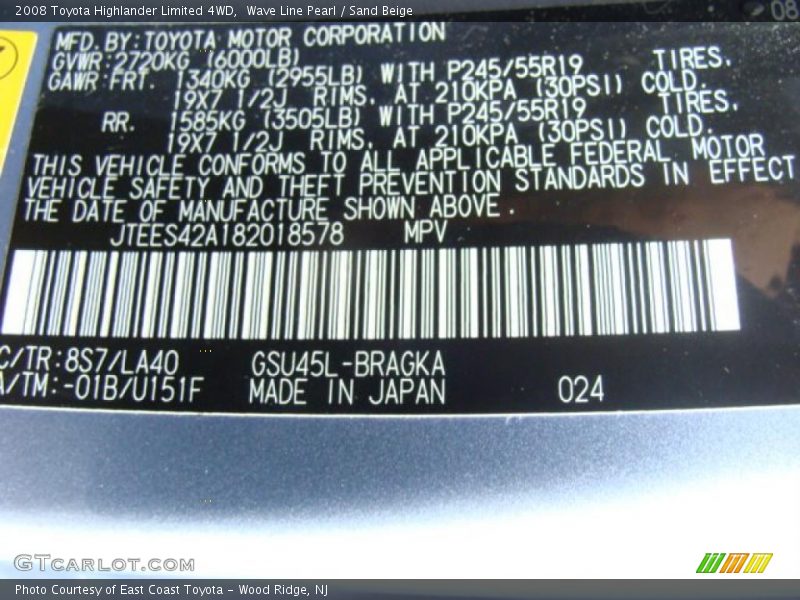 2008 Toyota Highlander Limited 4WD,  Wave Line Pearl / Sand Beige
08
MFD. BY: TOYOTA MOTOR CORPORATION
GVWR: 2720KG (6000LB)
GAWR: FRT. 1340KG (2955LB) WITH P245/55R19 TIRES,
19X7 1/2J RIMS, AT 210KPA (30PSI) COLD.
RR. 1585KG (3505LB) WITH P245/55R19 TIRES,
19X7 1/2J RIMS, AT 210KPA (30PSI) COLD.
THIS VEHICLE CONFORMS TO ALL APPLICABLE FEDERAL MOTOR
VEHICLE SAFETY AND THEFT PREVENTION STANDARDS IN EFFECT
THE DATE OF MANUFACTURE SHOWN ABOVE.
JTEES42A182018578 MPV
C/TR: 8S7/LA40 GSU45L-BRAGKA
A/TM: -01B/U151F MADE IN JAPAN 024
GTCARLOT.COM
Photo Courtesy of East Coast Toyota - Wood Ridge, NJ